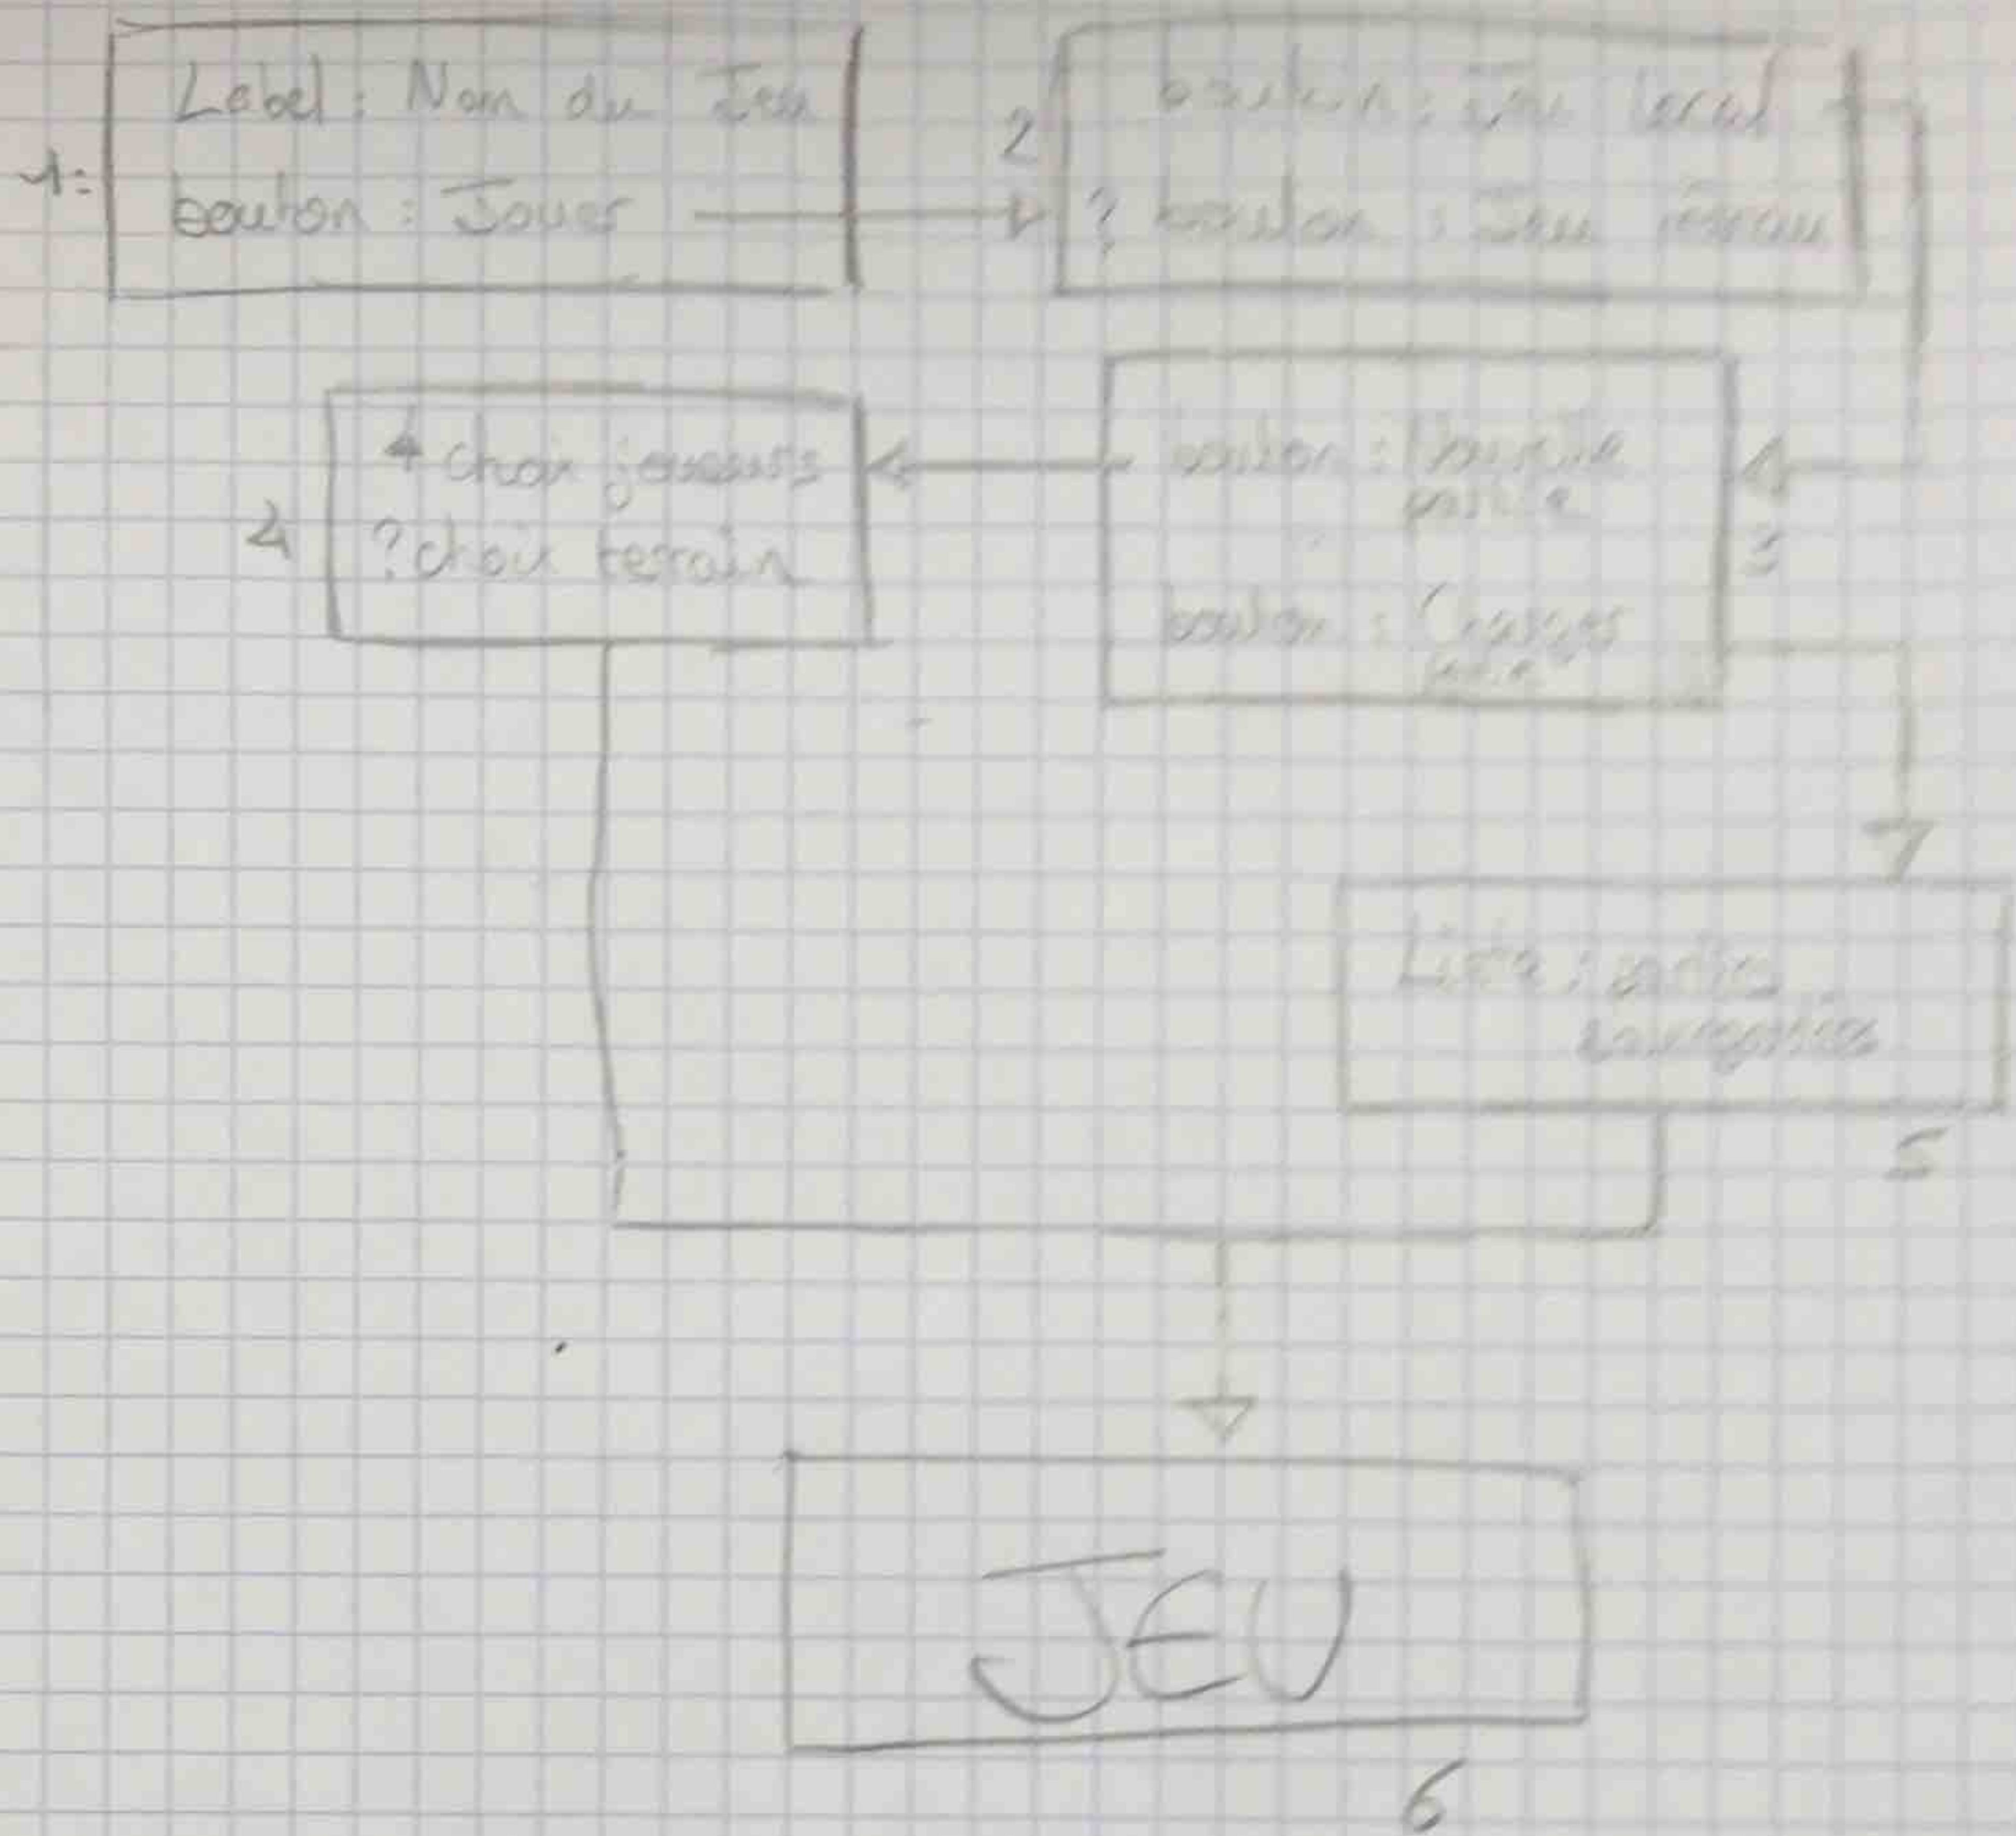 1:
Label : Nom du Jeu
bouton : Jouer
2
bouton : Jeu local
? bouton : Jeu réseau
4
4 choix joueurs
? choix terrain
3
bouton : Nouvelle
partie
bouton : Charger
partie
Liste : parties
sauvegardées
5
JEU
6